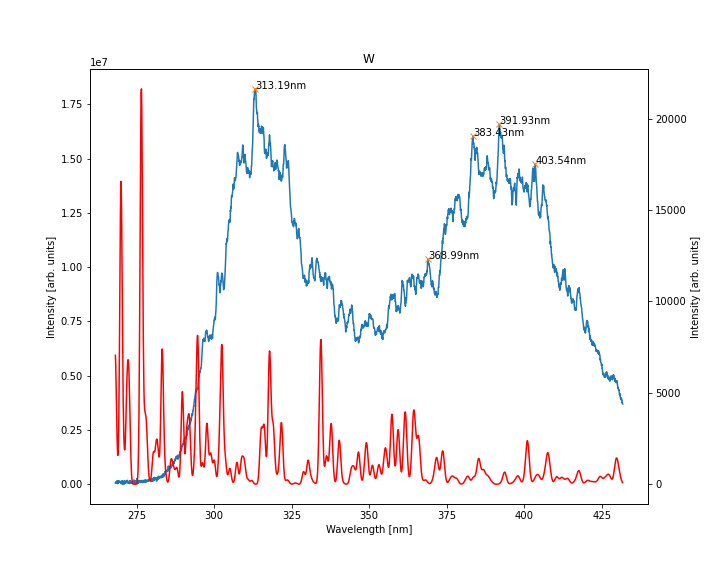 W
1e7
313.19nm
391.93nm
383.43nm
403.54nm
368.99nm
1.75
1.50
1.25
1.00
0.75
0.50
0.25
0.00
20000
15000
10000
5000
0
Intensity [arb. units]
Intensity [arb. units]
275 300 325 350 375 400 425
Wavelength [nm]